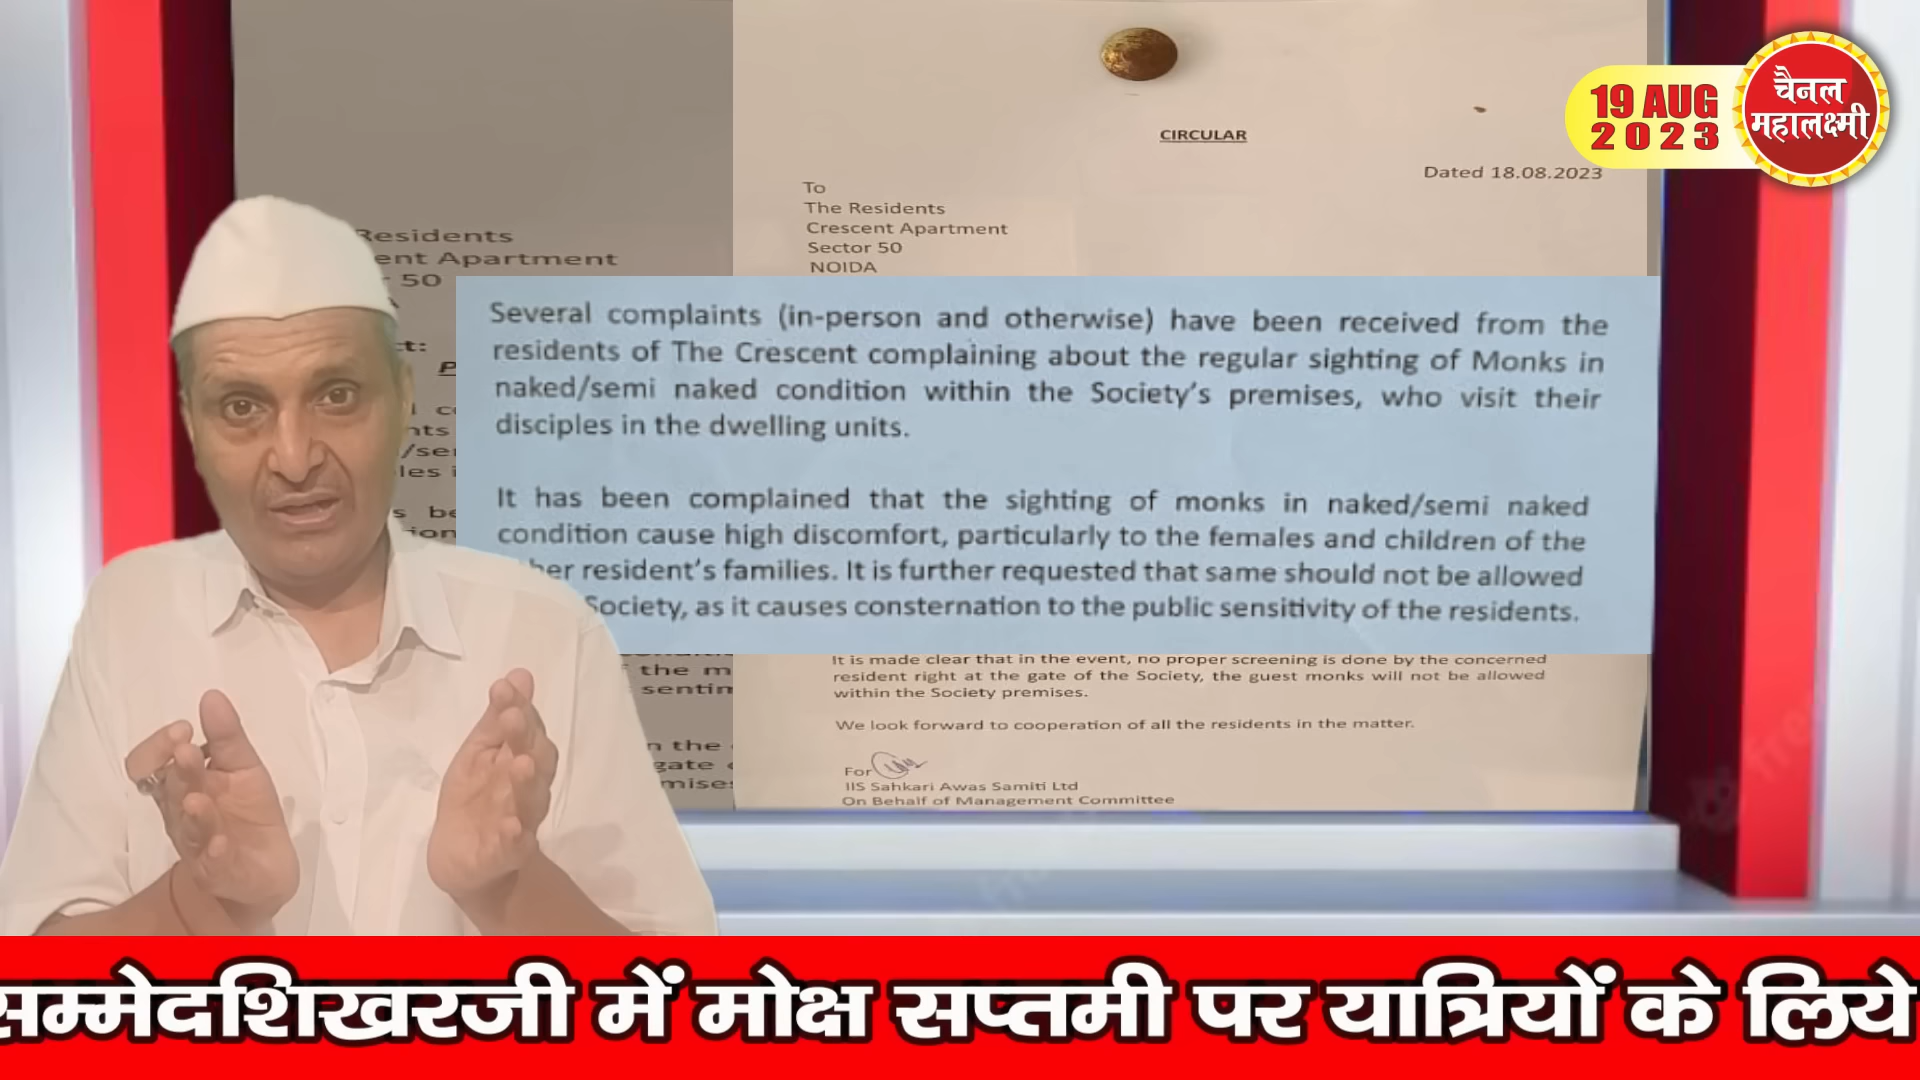 19 AUG
2023
चैनल
महालक्ष्मी
CIRCULAR
Dated 18.08.2023
To
The Residents
Crescent Apartment
Sector 50
NOIDA
Residents
ent Apartment
50
Several complaints (in-person and otherwise) have been received from the
residents of The Crescent complaining about the regular sighting of Monks in
naked/semi naked condition within the Society's premises, who visit their
disciples in the dwelling units.
It has been complained that the sighting of monks in naked/semi naked
condition cause high discomfort, particularly to the females and children of the
her resident's families. It is further requested that same should not be allowed
Society, as it causes consternation to the public sensitivity of the residents.
It is made clear that in the event, no proper screening is done by the concerned
resident right at the gate of the Society, the guest monks will not be allowed
within the Society premises.
We look forward to cooperation of all the residents in the matter.
For
IIS Sahkari Awas Samiti Ltd
On Behalf of Management Committee
the m
sentim
n the
gate
mises
सम्मेदशिखरजी में मोक्ष सप्तमी पर यात्रियों के लिये